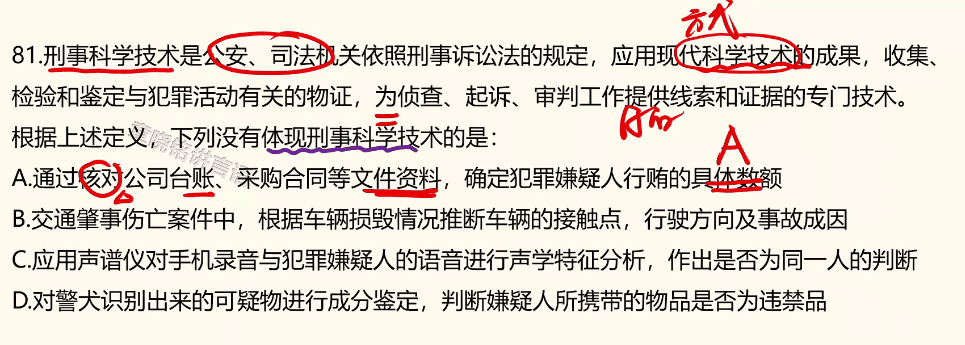 方式
81.刑事科学技术是公安、司法机关依照刑事诉讼法的规定，应用现代科学技术的成果，收集、
检验和鉴定与犯罪活动有关的物证，为侦查、起诉、审判工作提供线索和证据的专门技术。
目的
根据上述定义，下列没有体现刑事科学技术的是：
A
A.通过核对公司台账、采购合同等文件资料，确定犯罪嫌疑人行贿的具体数额
B.交通肇事伤亡案件中，根据车辆损毁情况推断车辆的接触点，行驶方向及事故成因
C.应用声谱仪对手机录音与犯罪嫌疑人的语音进行声学特征分析，作出是否为同一人的判断
D.对警犬识别出来的可疑物进行成分鉴定，判断嫌疑人所携带的物品是否为违禁品